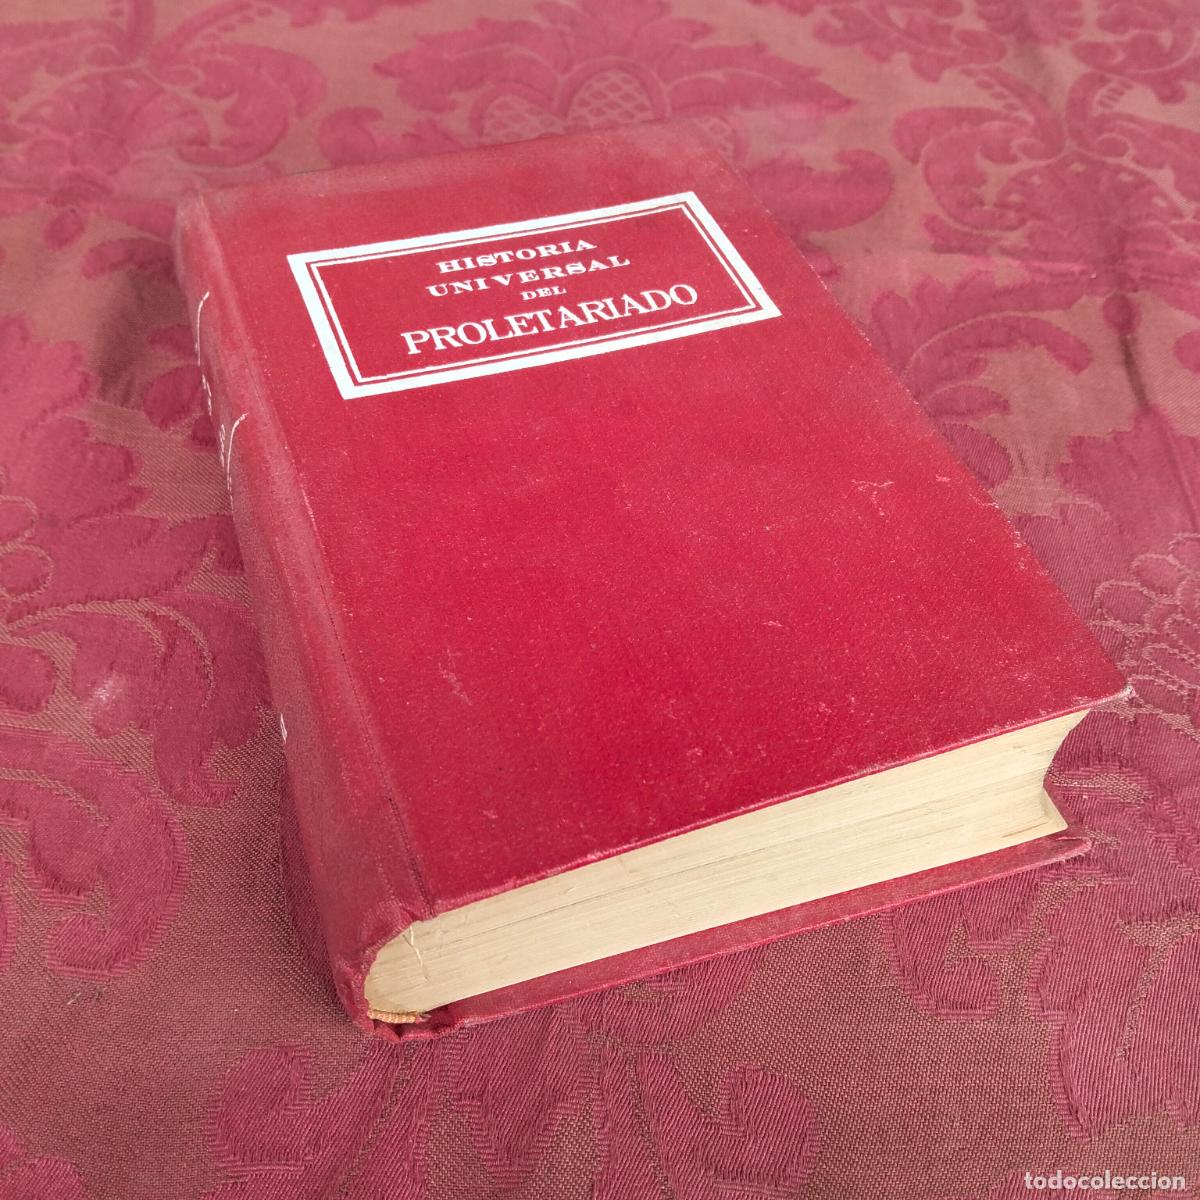 HISTORIA
UNIVERSAL
DEL
PROLETARIADO
todocoleccion